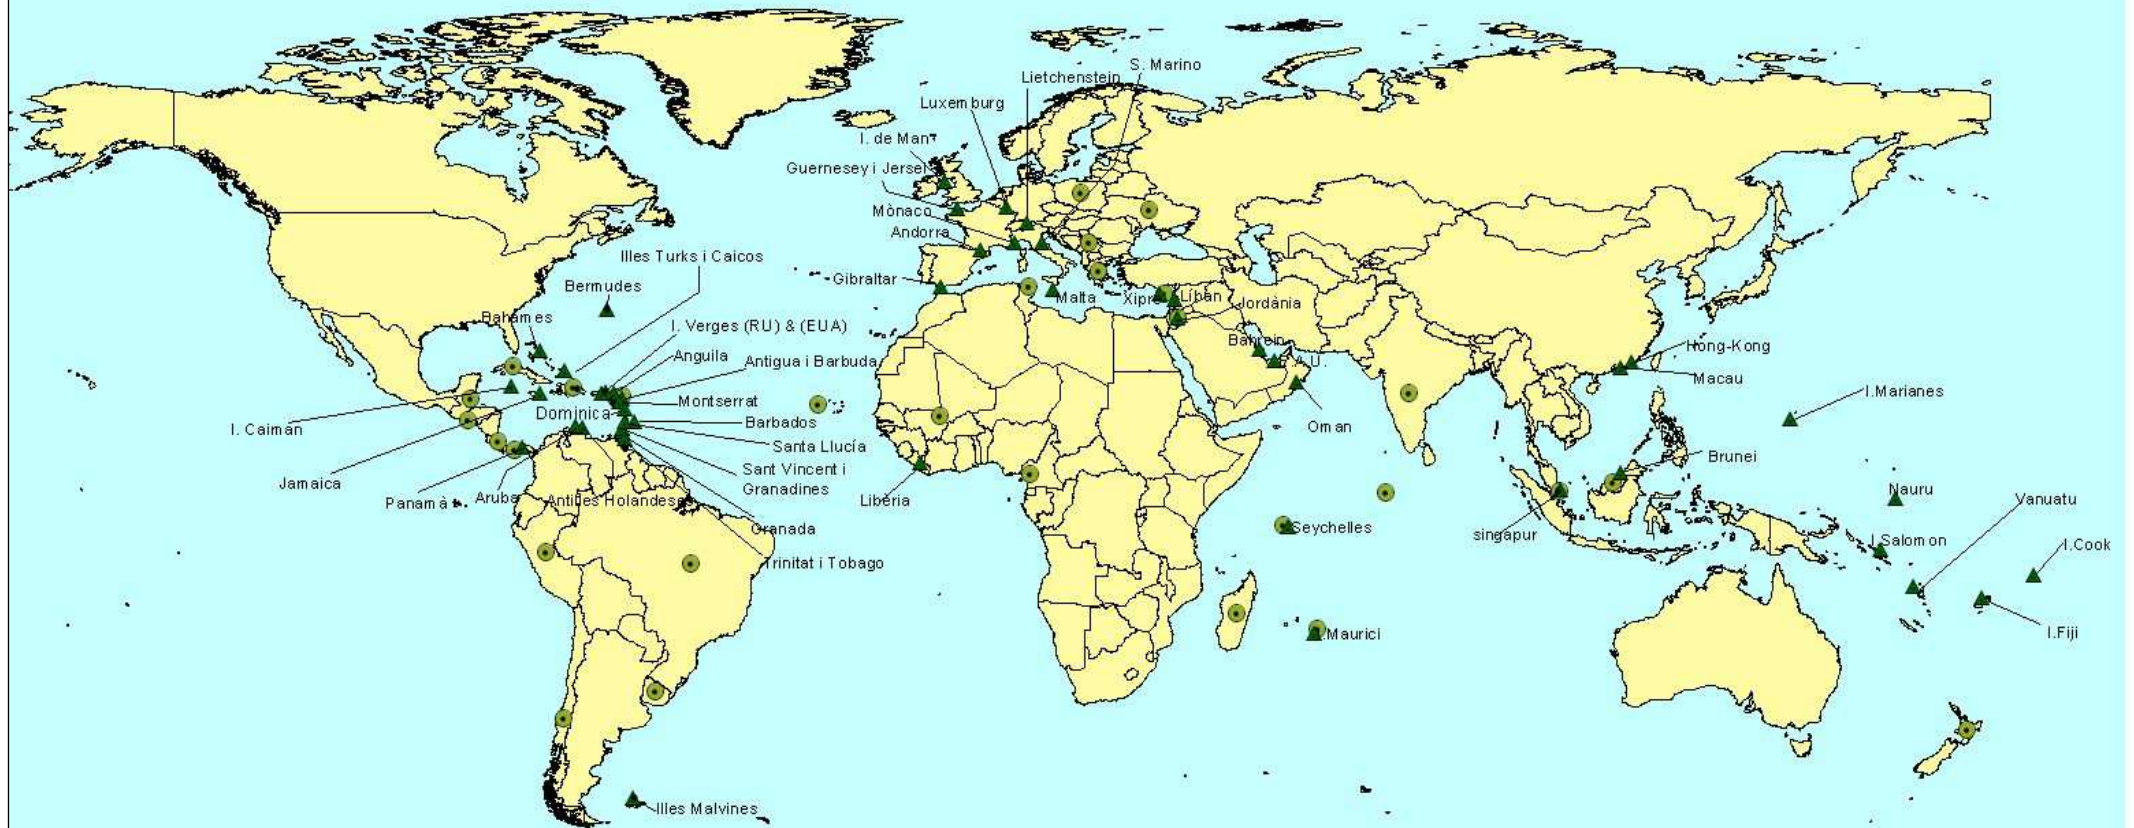 S. Marino
Lietchenstein
Luxemburg
I. de Man
Guernesey i Jersei
Mònaco
Andorra
Illes Turks i Caicos
Gibraltar
Bermudes
Malta
Xipre
Líban
Jordània
Bahames
I. Verges (RU) & (EUA)
Bahrein
Hong-Kong
Anguila
Antigua i Barbuda
E.A.U.
Macau
I.Marianes
Montserrat
Dominica
Barbados
I. Caiman
Oman
Santa Llucía
Brunei
Sant Vincent i
Granadines
Jamaica
Panamà
Aruba
Antilles Holandeses
Libèria
Nauru
Vanuatu
Granada
Seychelles
singapur
I.Salomon
I.Cook
Trinitat i Tobago
I.Maurici
I.Fiji
Illes Malvines